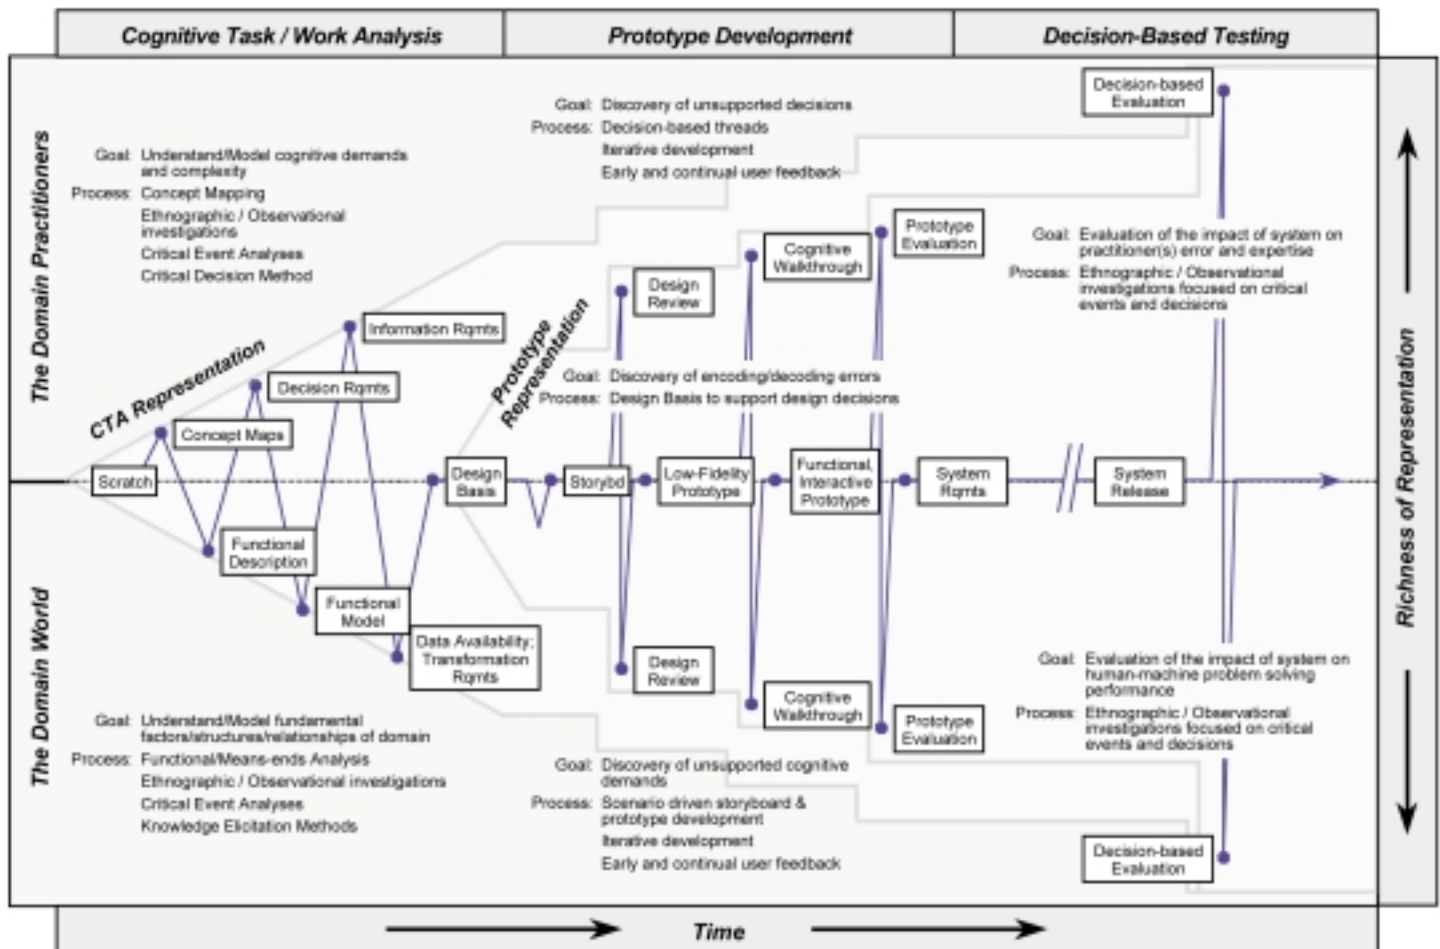 Cognitive Task / Work Analysis
Prototype Development
Decision-Based Testing
The Domain Practitioners
Goal: Understand/Model cognitive demands
and complexity
Process: Concept Mapping
Ethnographic / Observational
investigations
Critical Event Analyses
Critical Decision Method
Goal: Discovery of unsupported decisions
Process: Decision-based threads
Iterative development
Early and continual user feedback
Decision-based
Evaluation
Goal: Evaluation of the impact of system on
practitioner(s) error and expertise
Process: Ethnographic / Observational
investigations focused on critical
events and decisions
Prototype
Evaluation
Cognitive
Walkthrough
Design
Review
Information Rqmts
Decision Rqmts
Concept Maps
CTA Representation
Prototype
Representation
Goal: Discovery of encoding/decoding errors
Process: Design Basis to support design decisions
Scratch
Design
Basis
Storybd
Low-Fidelity
Prototype
Functional,
Interactive
Prototype
System
Rqmts
System
Release
Richness of Representation
The Domain World
Functional
Description
Functional
Model
Data Availability;
Transformation
Rqmts
Design
Review
Cognitive
Walkthrough
Prototype
Evaluation
Goal: Evaluation of the impact of system on
human-machine problem solving
performance
Process: Ethnographic / Observational
investigations focused on critical
events and decisions
Goal: Understand/Model fundamental
factors/structures/relationships of domain
Process: Functional/Means-ends Analysis
Ethnographic / Observational investigations
Critical Event Analyses
Knowledge Elicitation Methods
Goal: Discovery of unsupported cognitive
demands
Process: Scenario driven storyboard &
prototype development
Iterative development
Early and continual user feedback
Decision-based
Evaluation
Time